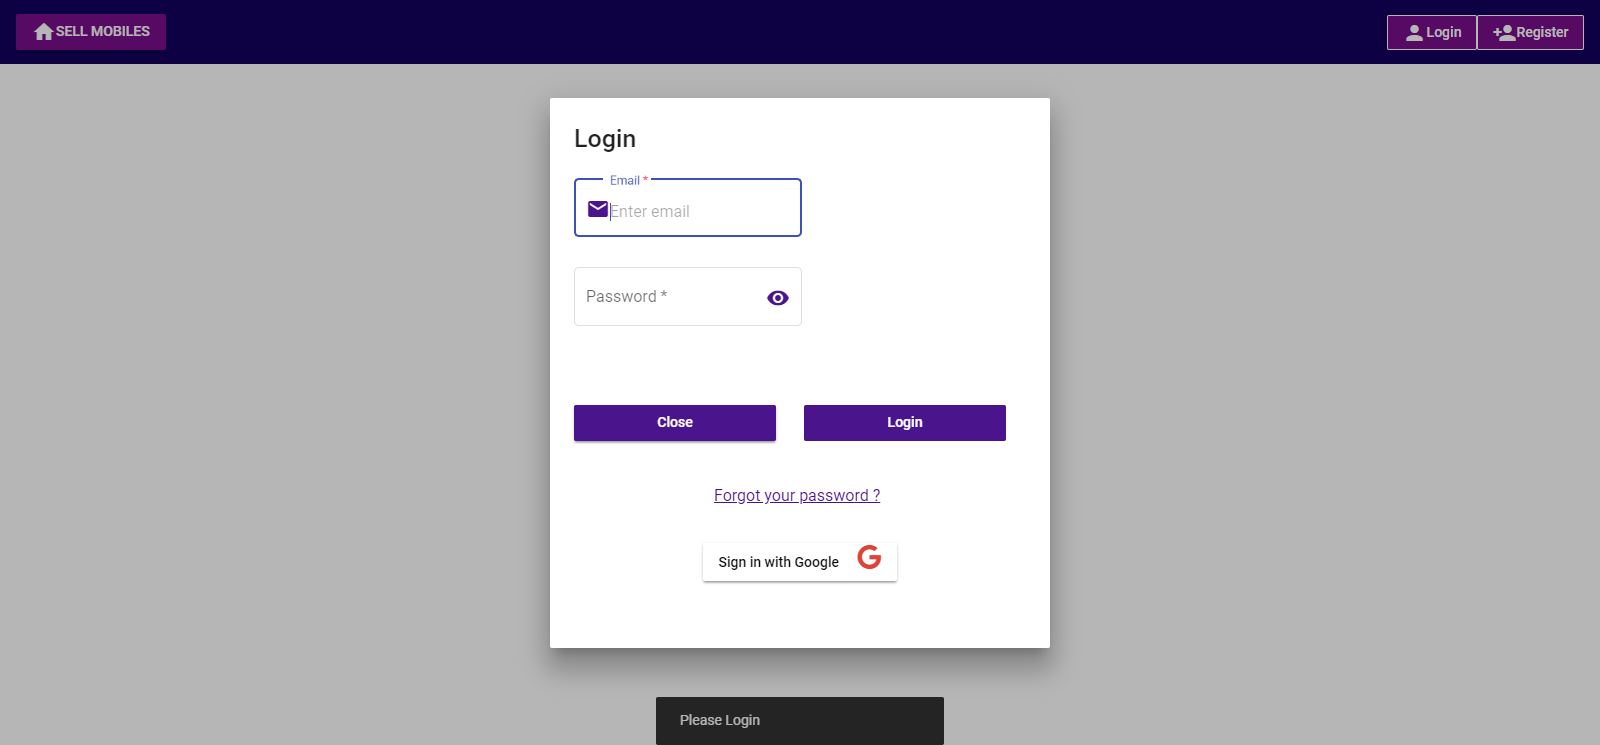 SELL MOBILES
Login
Register
Login
Email *
Enter email
Password *
Close
Login
Forgot your password ?
Sign in with Google
Please Login